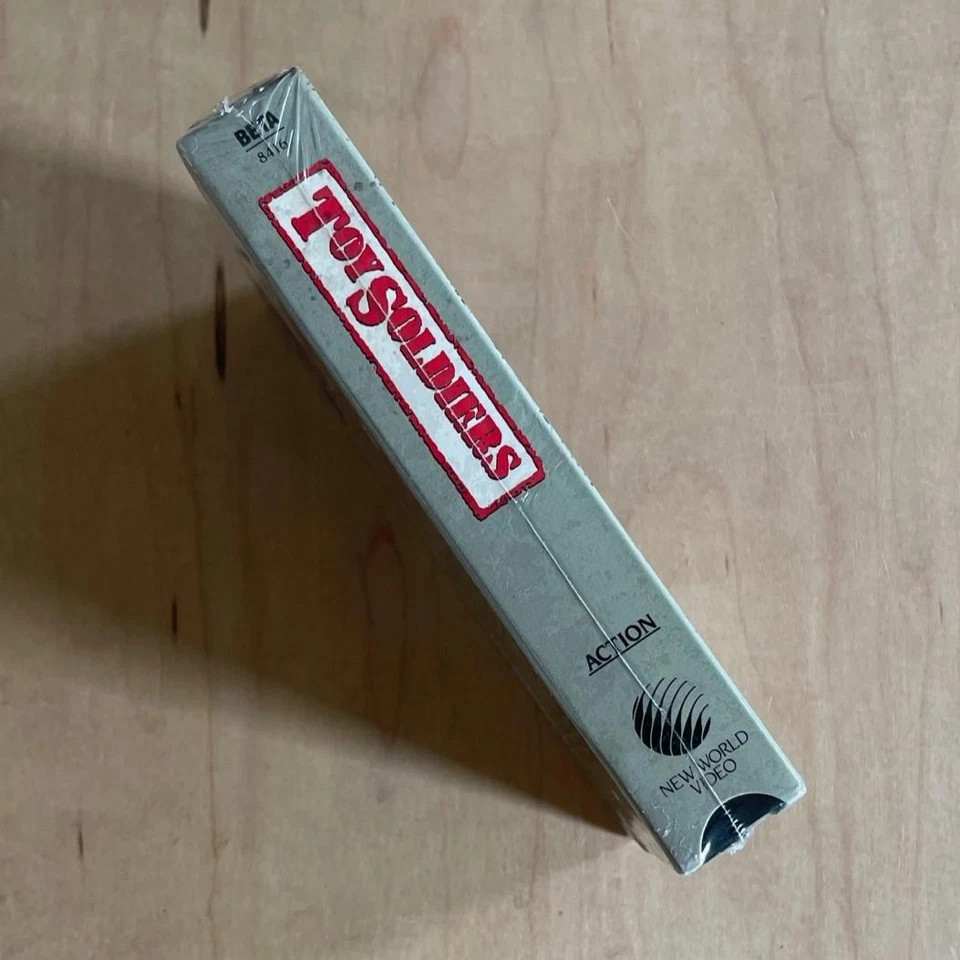 BETA
8416
TOY SOLDIERS
ACTION
NEW WORLD
VIDEO